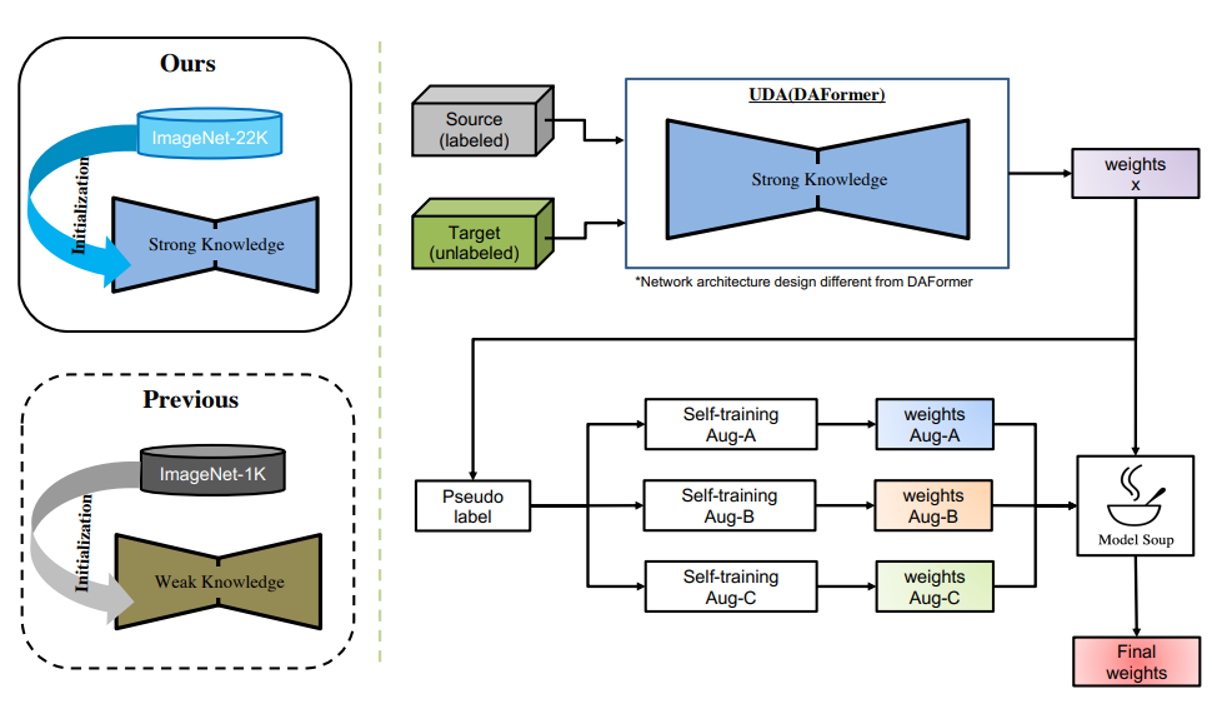 Ours
ImageNet-22K
Initialization
Strong Knowledge
Previous
ImageNet-1K
Initialization
Weak Knowledge
Source
(labeled)
Target
(unlabeled)
UDA(DAFormer)
Strong Knowledge
*Network architecture design different from DAFormer
weights
x
Pseudo
label
Self-training
Aug-A
weights
Aug-A
Self-training
Aug-B
weights
Aug-B
Self-training
Aug-C
weights
Aug-C
Model Soup
Final
weights